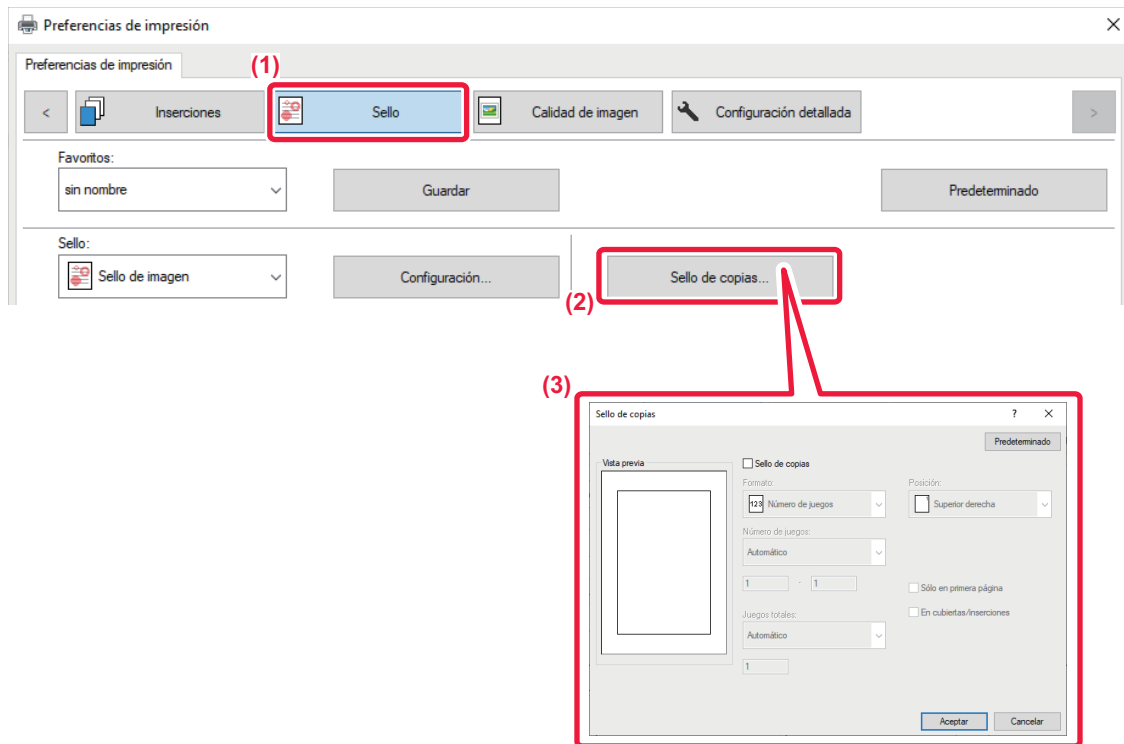 Preferencias de impresión
Preferencias de impresión
(1)
< Inserciones Sello Calidad de imagen Configuración detallada >
Favoritos:
sin nombre Guardar Predeterminado
Sello:
Sello de imagen Configuración... Sello de copias...
(2)
(3)
Sello de copias ?
Predeterminado
Vista previa
Sello de copias
Formato: Posición:
123 Número de juegos Superior derecha
Número de juegos:
Automático
1 - 1
Sólo en primera página
Juegos totales: En cubiertas/inserciones
Automático
1
Aceptar Cancelar